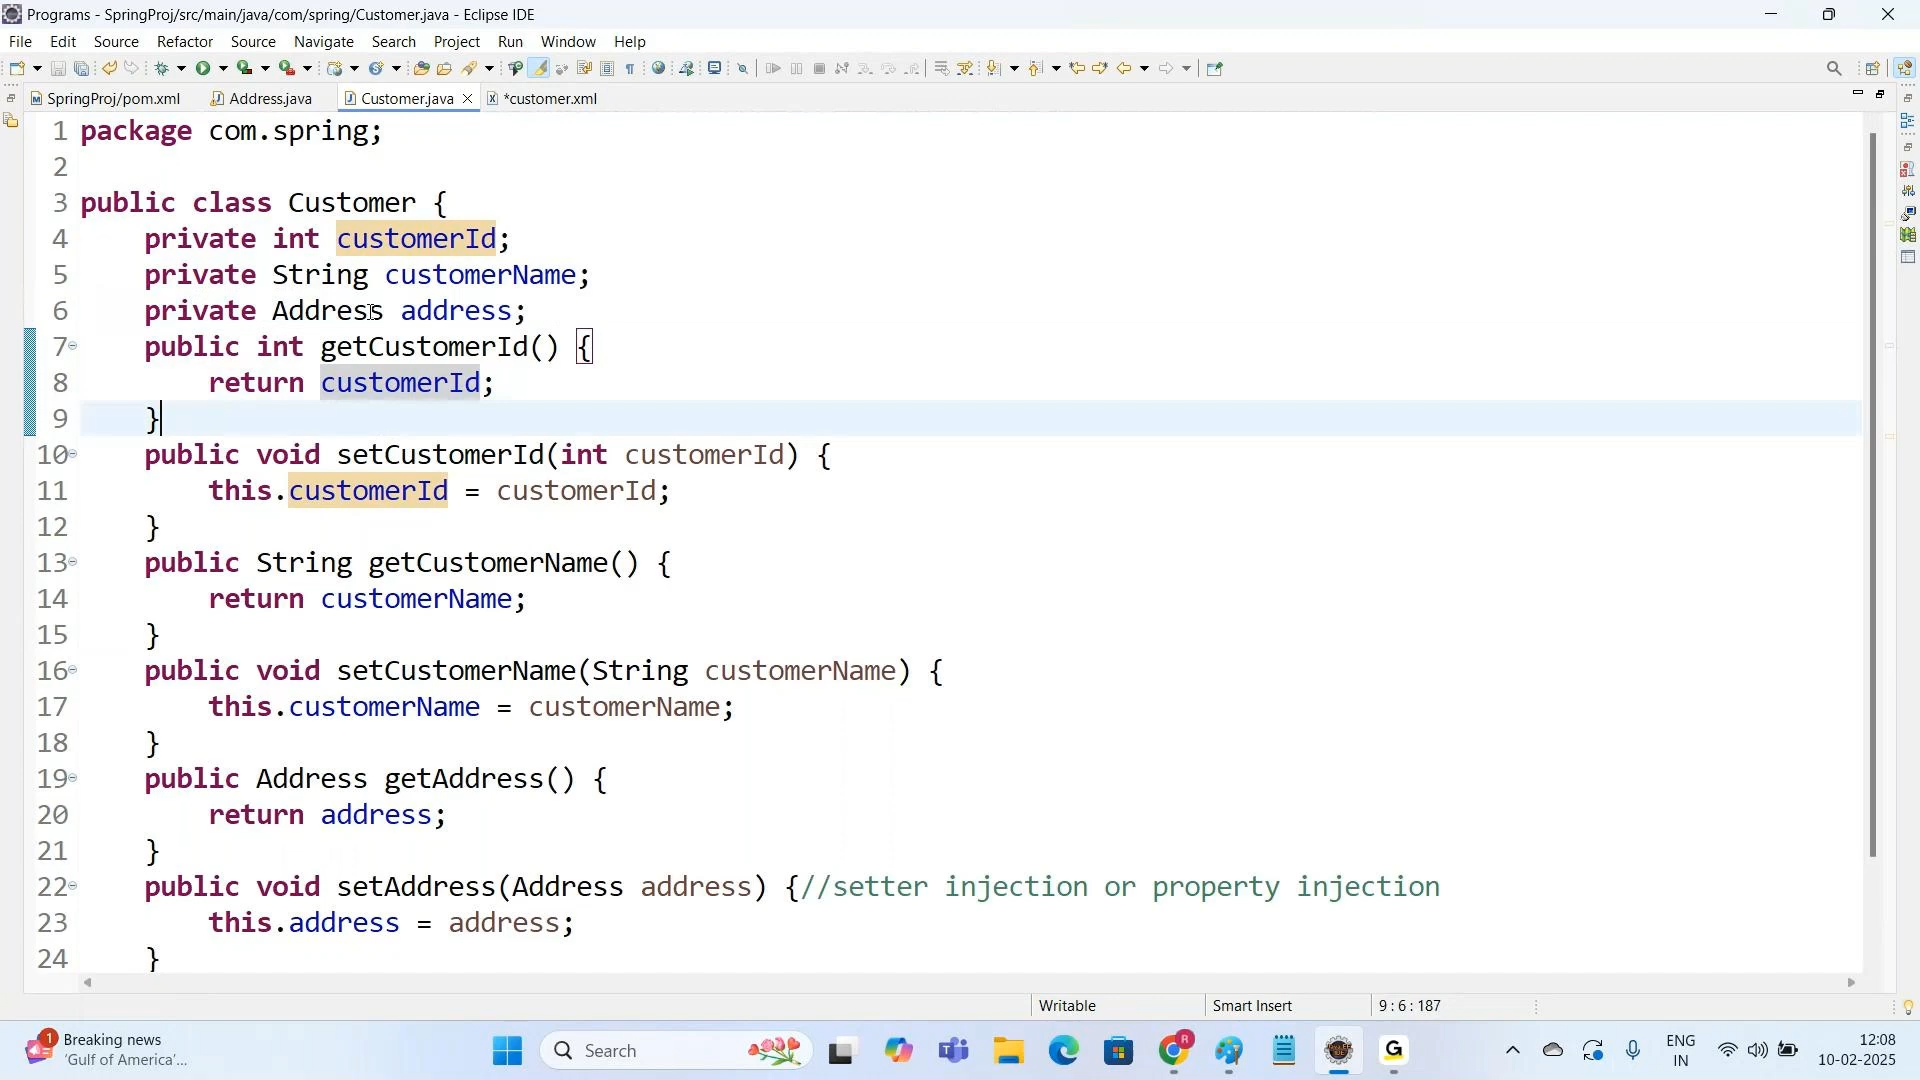 Programs - SpringProj/src/main/java/com/spring/Customer.java - Eclipse IDE
File Edit Source Refactor Source Navigate Search Project Run Window Help
SpringProj/pom.xml Address.java Customer.java *customer.xml
1 package com.spring;
2
3 public class Customer {
4 private int customerId;
5 private String customerName;
6 private Address address;
7 public int getCustomerId() {
8 return customerId;
9 }
10 public void setCustomerId(int customerId) {
11 this.customerId = customerId;
12 }
13 public String getCustomerName() {
14 return customerName;
15 }
16 public void setCustomerName(String customerName) {
17 this.customerName = customerName;
18 }
19 public Address getAddress() {
20 return address;
21 }
22 public void setAddress(Address address) {//setter injection or property injection
23 this.address = address;
24 }
Writable Smart Insert 9 : 6 : 187
1 Breaking news
'Gulf of America'...
Search
ENG
IN
12:08
10-02-2025